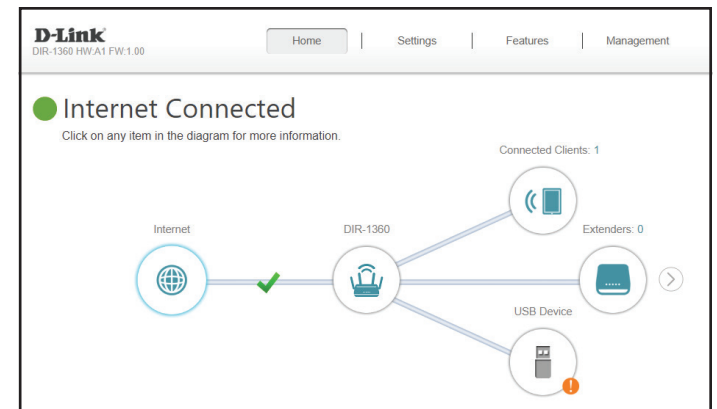 D-Link
DIR-1360 HW:A1 FW:1.00
Home
Settings
Features
Management
Internet Connected
Click on any item in the diagram for more information.
Connected Clients: 1
Internet
DIR-1360
Extenders: 0
USB Device